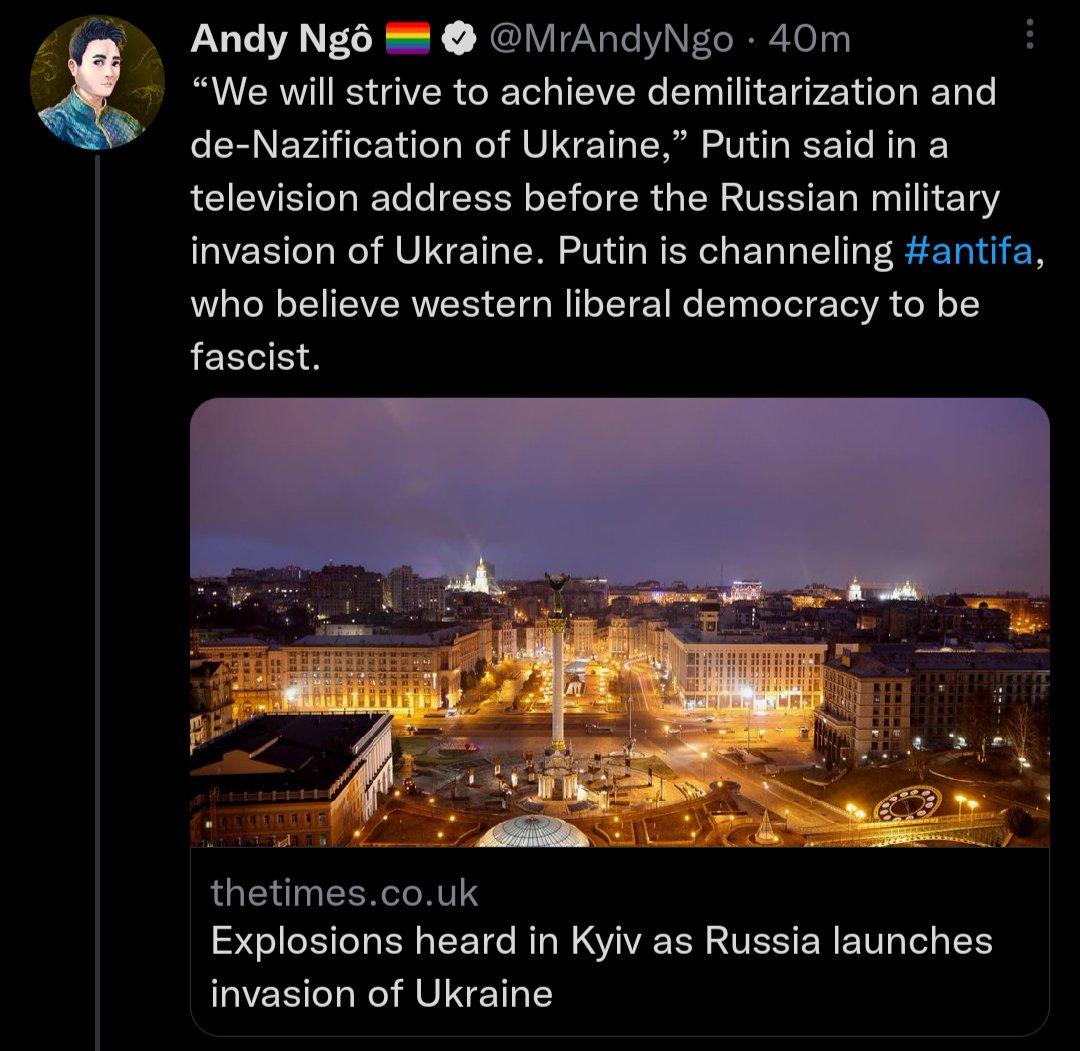 Andy Ngô @MrAndyNgo · 40m
“We will strive to achieve demilitarization and
de-Nazification of Ukraine,” Putin said in a
television address before the Russian military
invasion of Ukraine. Putin is channeling #antifa,
who believe western liberal democracy to be
fascist.
thetimes.co.uk
Explosions heard in Kyiv as Russia launches
invasion of Ukraine